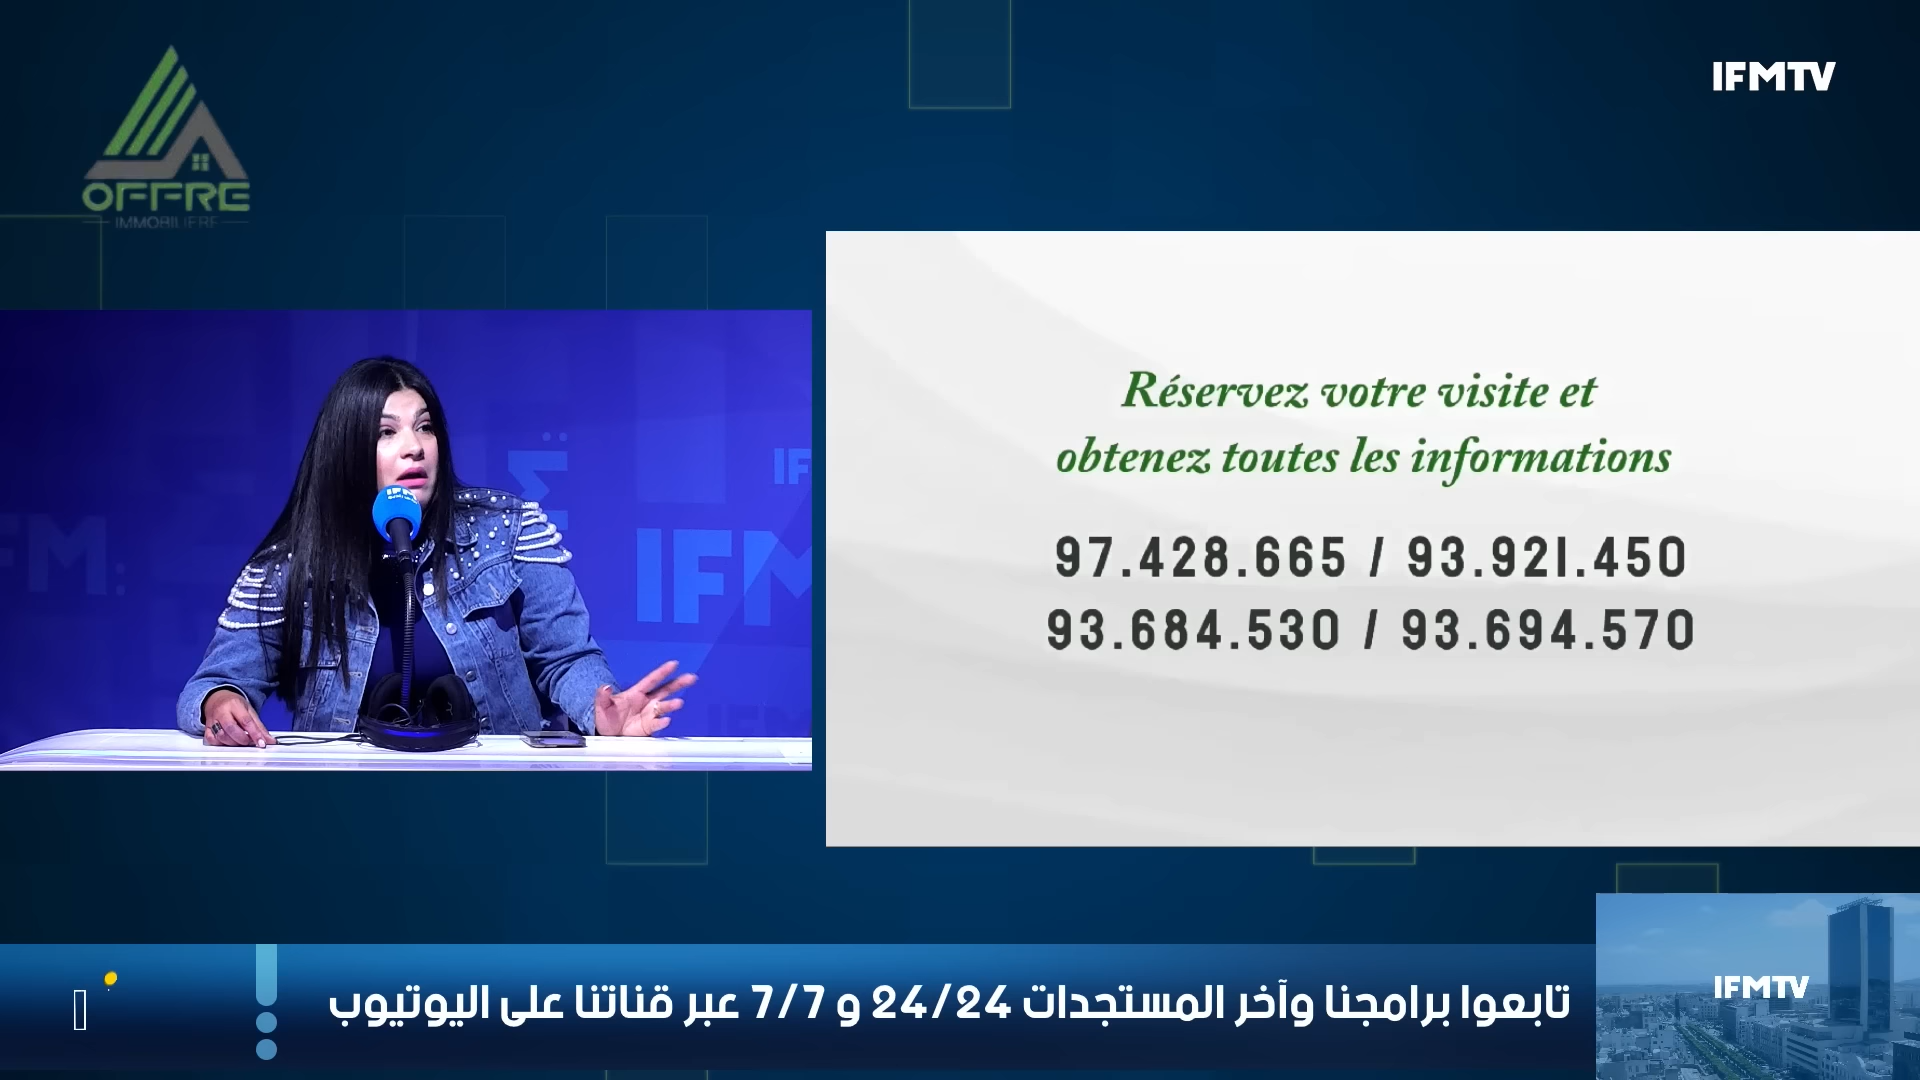 OFFRE
IMMOBILIERE
IFMTV
IFM
Réservez votre visite et
obtenez toutes les informations
97.428.665 / 93.921.450
93.684.530 / 93.694.570
تابعوا برامجنا وآخر المستجدات 24/24 و 7/7 عبر قناتنا على اليوتيوب
IFMTV